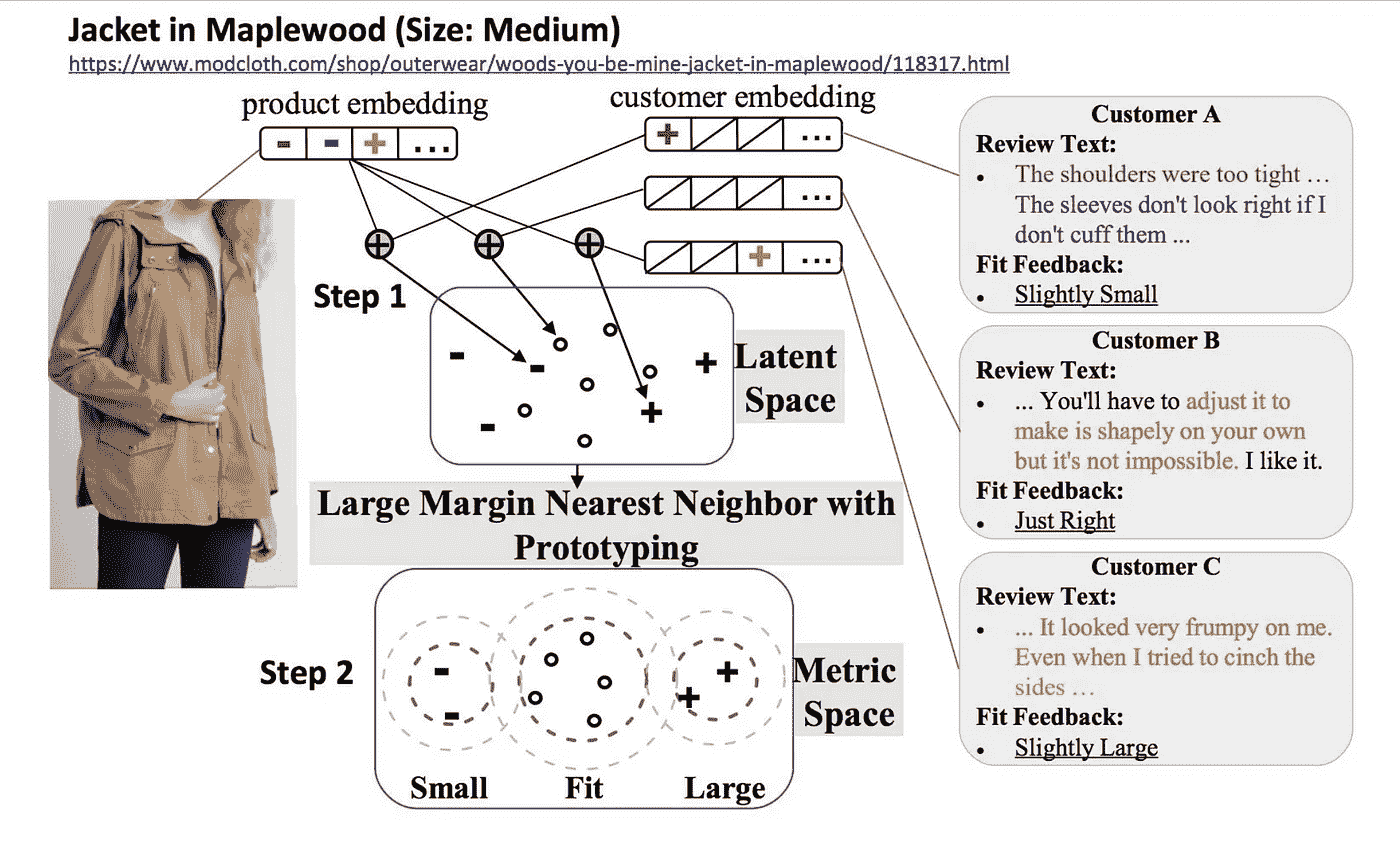 Jacket in Maplewood (Size: Medium)
https://www.modcloth.com/shop/outerwear/woods-you-be-mine-jacket-in-maplewood/118317.html
product embedding
- - + ...
customer embedding
+ ...
...
+ ...
Step 1
Latent
Space
Large Margin Nearest Neighbor with
Prototyping
Step 2
Metric
Space
Small Fit Large
Customer A
Review Text:
• The shoulders were too tight ...
The sleeves don't look right if I
don't cuff them ...
Fit Feedback:
• Slightly Small
Customer B
Review Text:
• ... You'll have to adjust it to
make is shapely on your own
but it's not impossible. I like it.
Fit Feedback:
• Just Right
Customer C
Review Text:
• ... It looked very frumpy on me.
Even when I tried to cinch the
sides ...
Fit Feedback:
• Slightly Large